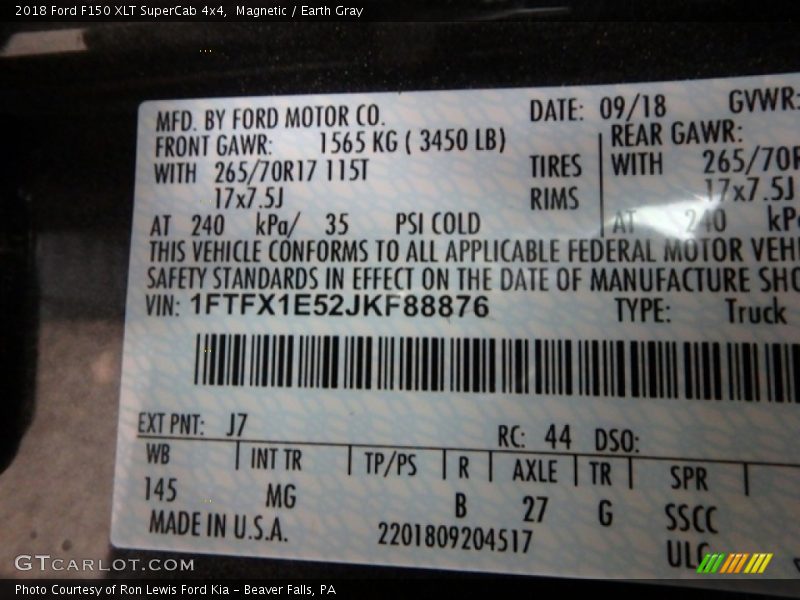 2018 Ford F150 XLT SuperCab 4x4,  Magnetic / Earth Gray
MFD. BY FORD MOTOR CO. DATE: 09/18 GVWR:
FRONT GAWR: 1565 KG ( 3450 LB) REAR GAWR:
WITH 265/70R17 115T TIRES WITH 265/70R
17x7.5J RIMS 17x7.5J
AT 240 kPa/ 35 PSI COLD AT 240 kPa
THIS VEHICLE CONFORMS TO ALL APPLICABLE FEDERAL MOTOR VEHI
SAFETY STANDARDS IN EFFECT ON THE DATE OF MANUFACTURE SHO
VIN: 1FTFX1E52JKF88876 TYPE: Truck
EXT PNT: J7 RC: 44 DSO:
WB INT TR TP/PS R AXLE TR SPR
145 MG B 27 G SSCC
MADE IN U.S.A. 2201809204517 ULC
GTCARLOT.COM
Photo Courtesy of Ron Lewis Ford Kia – Beaver Falls, PA